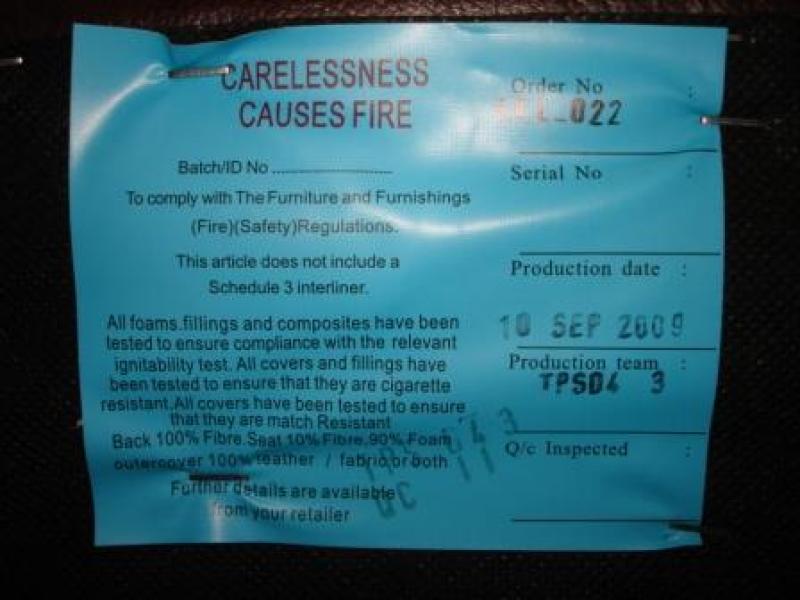 CARELESSNESS
CAUSES FIRE
Batch/ID No
To comply with The Furniture and Furnishings
(Fire)(Safety)Regulations.
This article does not include a
Schedule 3 interliner.
All foams.fillings and composites have been
tested to ensure compliance with the relevant
ignitability test. All covers and fillings have
been tested to ensure that they are cigarette
resistant.All covers have been tested to ensure
that they are match Resistant
Back 100% Fibre.Seat 10% Fibre.90% Foam
outercover 100% leather / fabric or both
Further details are available
from your retailer
QC 11
Order No :
022
Serial No :
Production date :
10 SEP 2009
Production team :
TPS04 3
Q/c Inspected :